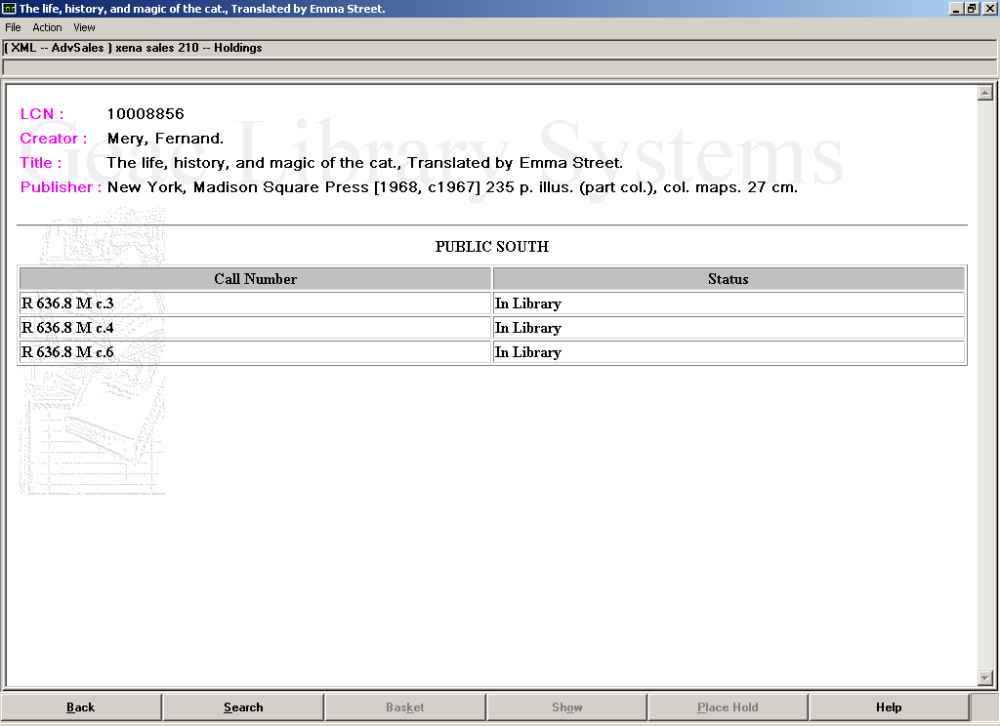 The life, history, and magic of the cat., Translated by Emma Street.
File Action View
( XML -- AdvSales ) xena sales 210 -- Holdings
Geac Library Systems
LCN : 10008856
Creator : Mery, Fernand.
Title : The life, history, and magic of the cat., Translated by Emma Street.
Publisher : New York, Madison Square Press [1968, c1967] 235 p. illus. (part col.), col. maps. 27 cm.
PUBLIC SOUTH
Call Number Status
R 636.8 M c.3 In Library
R 636.8 M c.4 In Library
R 636.8 M c.6 In Library
Back Search Basket Show Place Hold Help